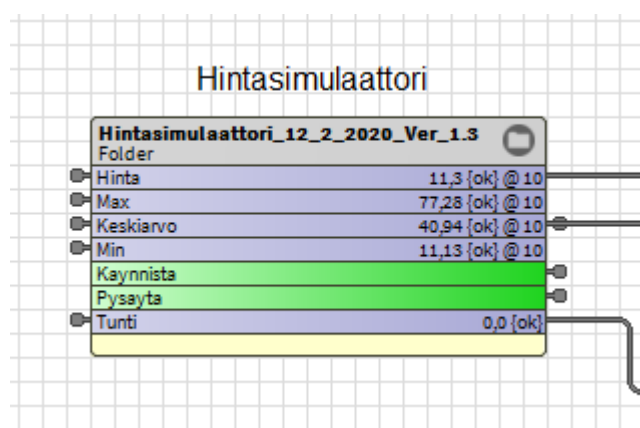 Hintasimulaattori
Hintasimulaattori_12_2_2020_Ver_1.3
Folder
Hinta 11,3 {ok} @ 10
Max 77,28 {ok} @ 10
Keskiarvo 40,94 {ok} @ 10
Min 11,13 {ok} @ 10
Kaynnista
Pysayta
Tunti 0,0 {ok}